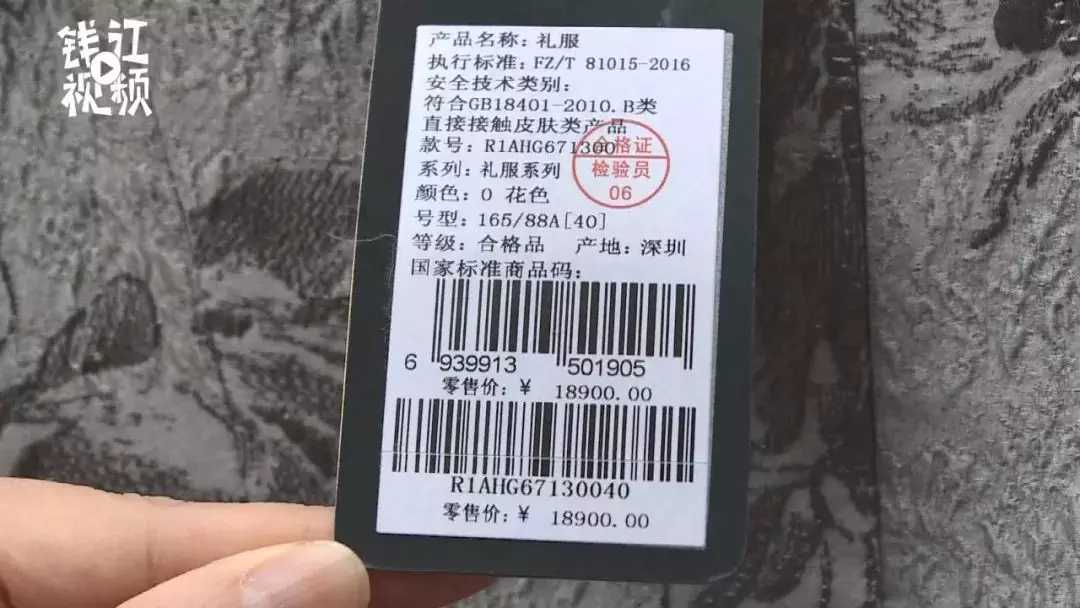 钱江
视频
产品名称：礼服
执行标准：FZ/T 81015-2016
安全技术类别：
符合GB18401-2010.B类
直接接触皮肤类产品
款号：R1AHG671300
合格证
检验员
06
系列：礼服系列
颜色：0 花色
号型：165/88A[40]
等级：合格品 产地：深圳
国家标准商品码：
6 939913 501905
零售价：¥ 18900.00
R1AHG67130040
零售价：¥ 18900.00